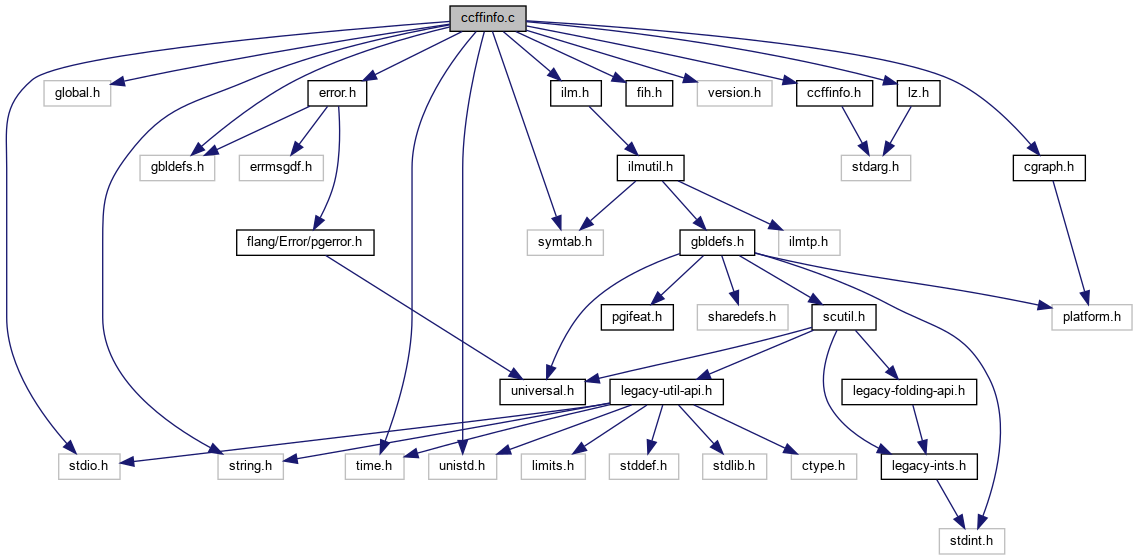 ccffinfo.c
global.h
error.h
ilm.h
fih.h
version.h
ccffinfo.h
lz.h
gbldefs.h
errmsgdf.h
ilmutil.h
stdarg.h
cgraph.h
flang/Error/pgerror.h
symtab.h
gbldefs.h
ilmtp.h
pgifeat.h
sharedefs.h
scutil.h
platform.h
universal.h
legacy-util-api.h
legacy-folding-api.h
stdio.h
string.h
time.h
unistd.h
limits.h
stddef.h
stdlib.h
ctype.h
legacy-ints.h
stdint.h